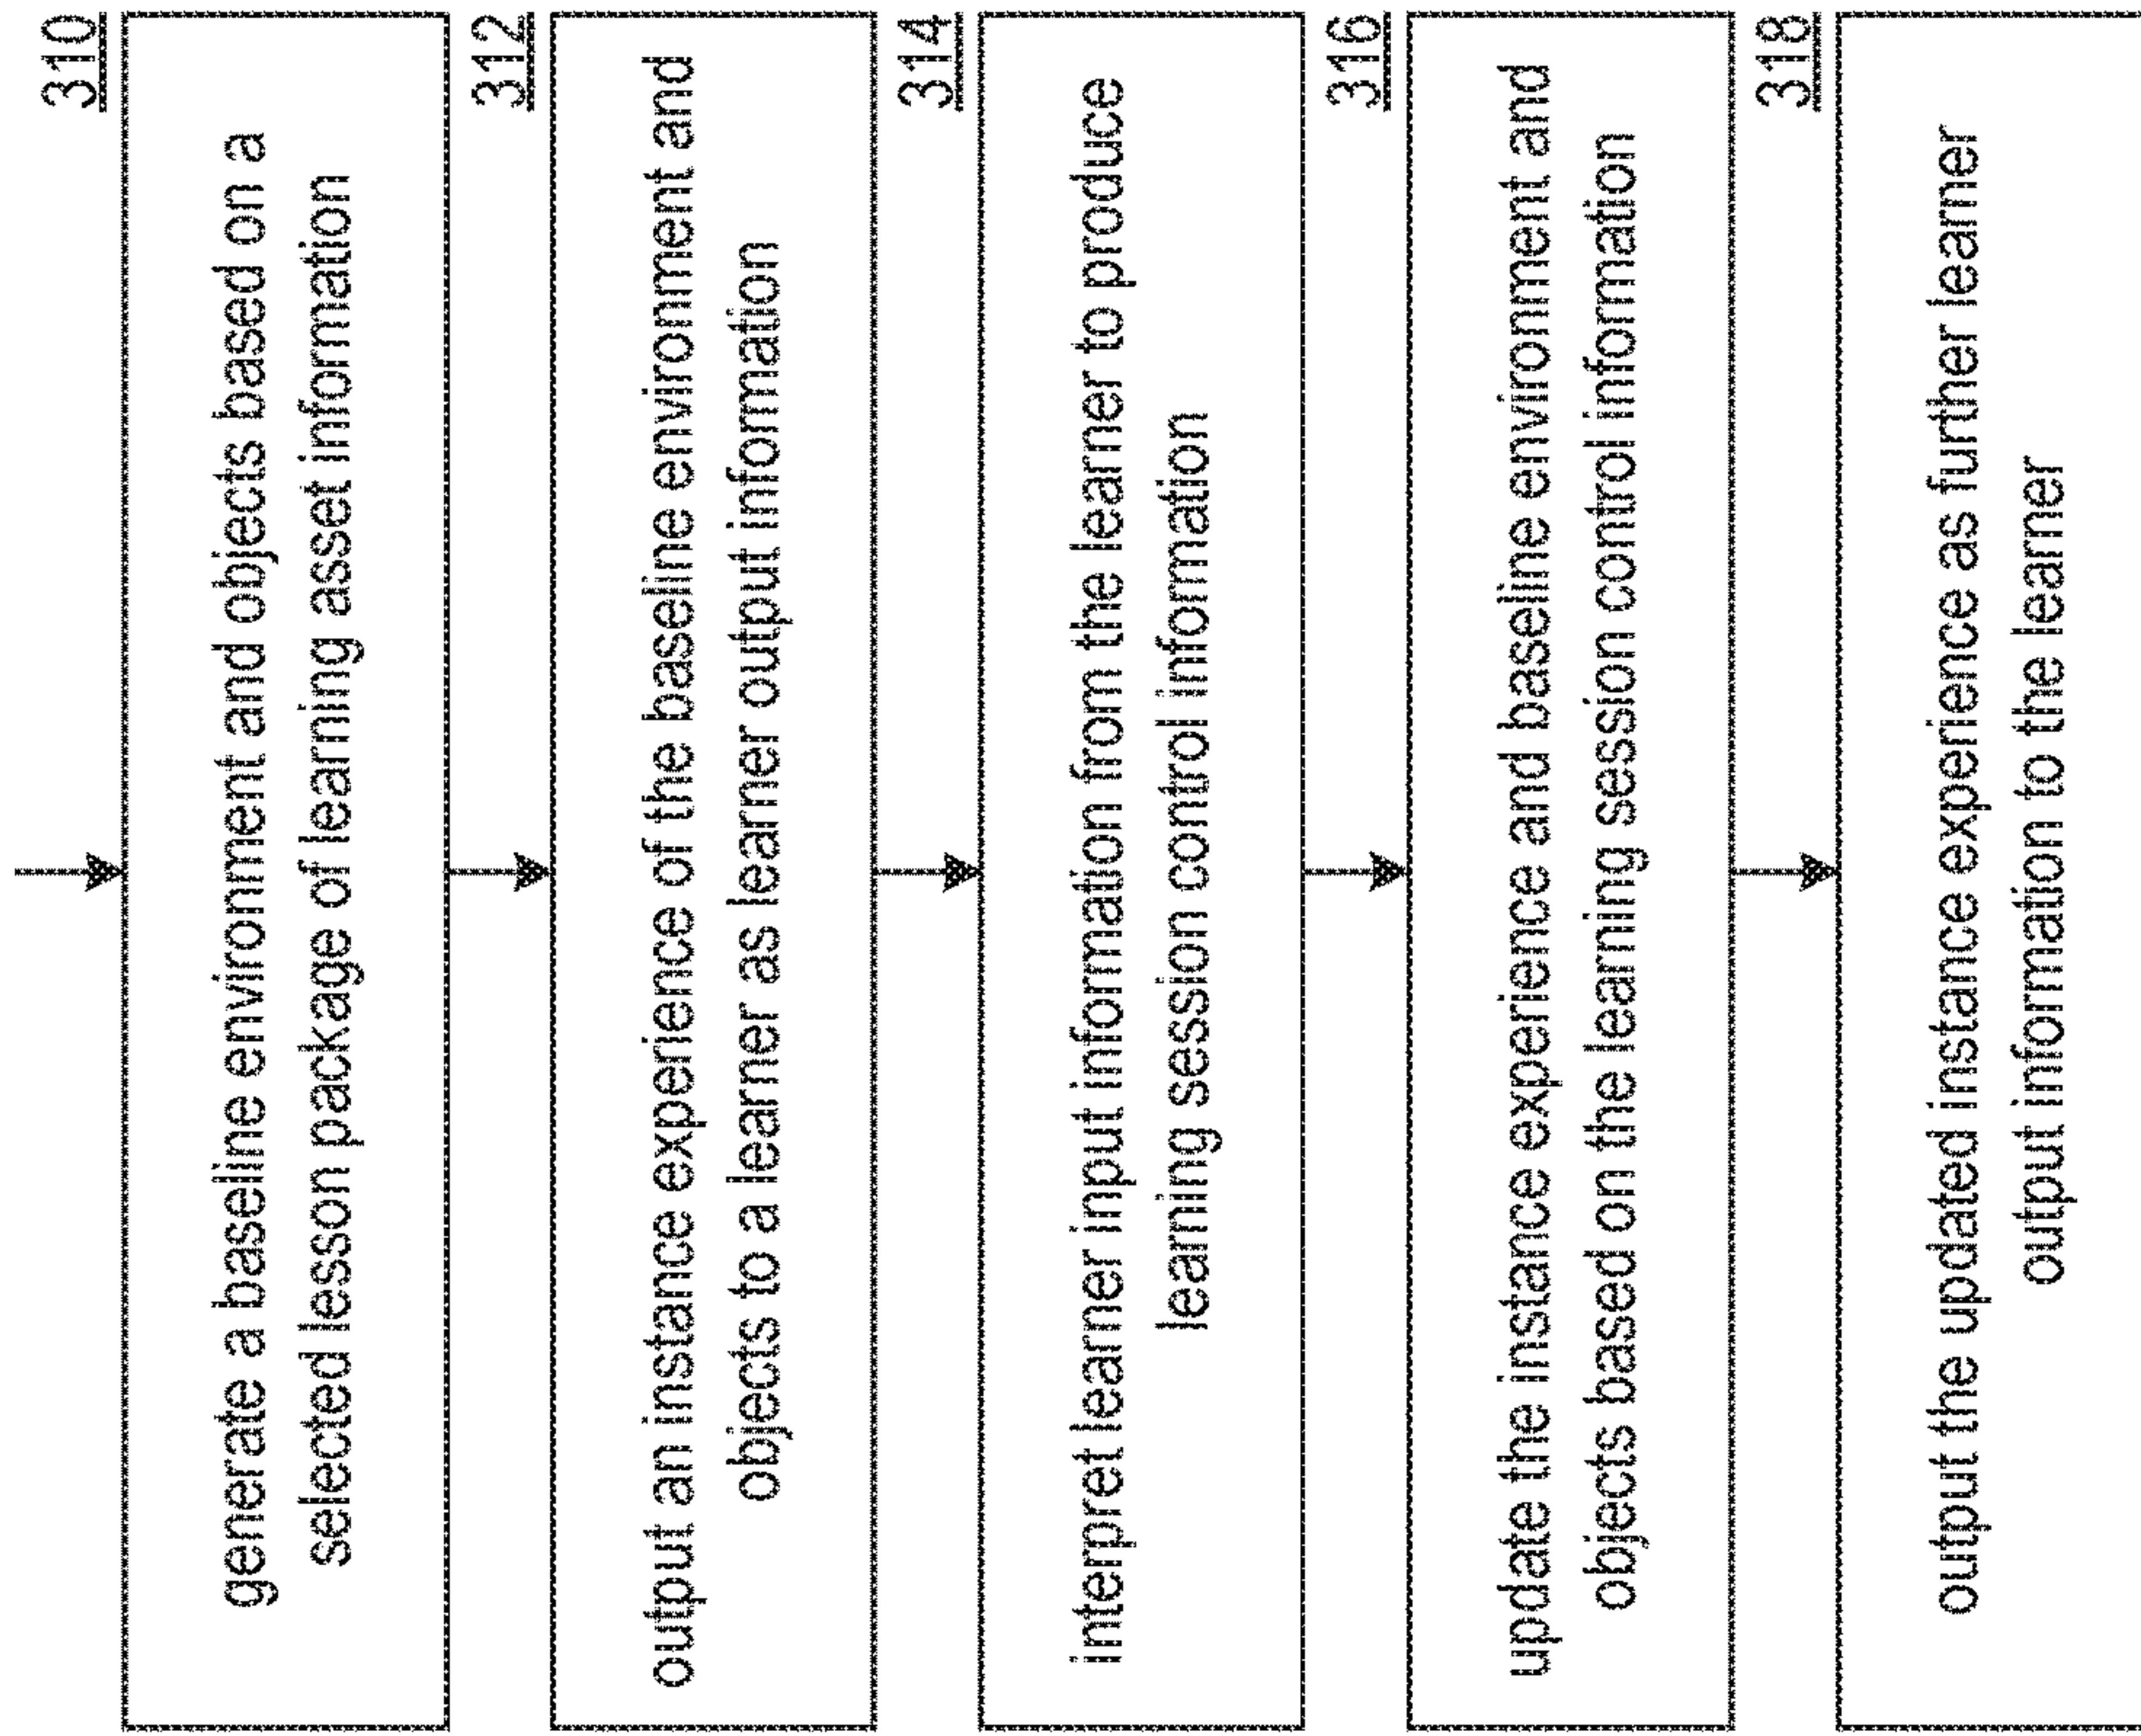 310
generate a baseline environment and objects based on a
selected lesson package of learning asset information
312
output an instance experience of the baseline environment and
objects to a learner as learner output information
314
interpret learner input information from the learner to produce
learning session control information
316
update the instance experience and baseline environment and
objects based on the learning session control information
318
output the updated instance experience as further learner
output information to the learner